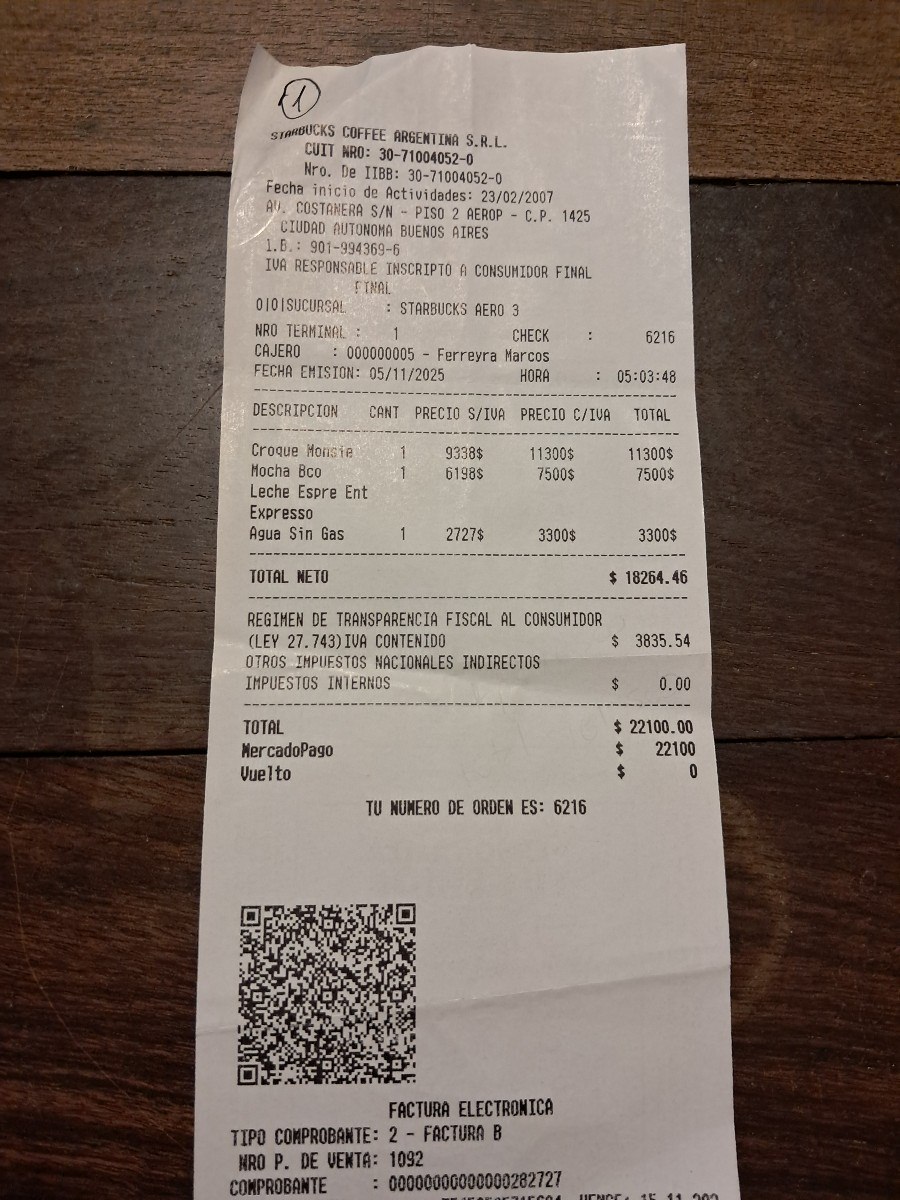 1
STARBUCKS COFFEE ARGENTINA S.R.L.
CUIT NRO: 30-71004052-0
Nro. De IIBB: 30-71004052-0
Fecha inicio de Actividades: 23/02/2007
AV. COSTANERA S/N - PISO 2 AEROP - C.P. 1425
CIUDAD AUTONOMA BUENOS AIRES
I.B.: 901-994369-6
IVA RESPONSABLE INSCRIPTO A CONSUMIDOR FINAL
FINAL
0|0|SUCURSAL : STARBUCKS AERO 3
NRO TERMINAL : 1 CHECK : 6216
CAJERO : 000000005 - Ferreyra Marcos
FECHA EMISION: 05/11/2025 HORA : 05:03:48
DESCRIPCION CANT PRECIO S/IVA PRECIO C/IVA TOTAL
Croque Monsie 1 9338$ 11300$ 11300$
Mocha Bco 1 6198$ 7500$ 7500$
Leche Espre Ent
Expresso
Agua Sin Gas 1 2727$ 3300$ 3300$
TOTAL NETO $ 18264.46
REGIMEN DE TRANSPARENCIA FISCAL AL CONSUMIDOR
(LEY 27.743)IVA CONTENIDO $ 3835.54
OTROS IMPUESTOS NACIONALES INDIRECTOS
IMPUESTOS INTERNOS $ 0.00
TOTAL $ 22100.00
MercadoPago $ 22100
Vuelto $ 0
TU NUMERO DE ORDEN ES: 6216
FACTURA ELECTRONICA
TIPO COMPROBANTE: 2 - FACTURA B
NRO P. DE VENTA: 1092
COMPROBANTE : 00000000000000282727